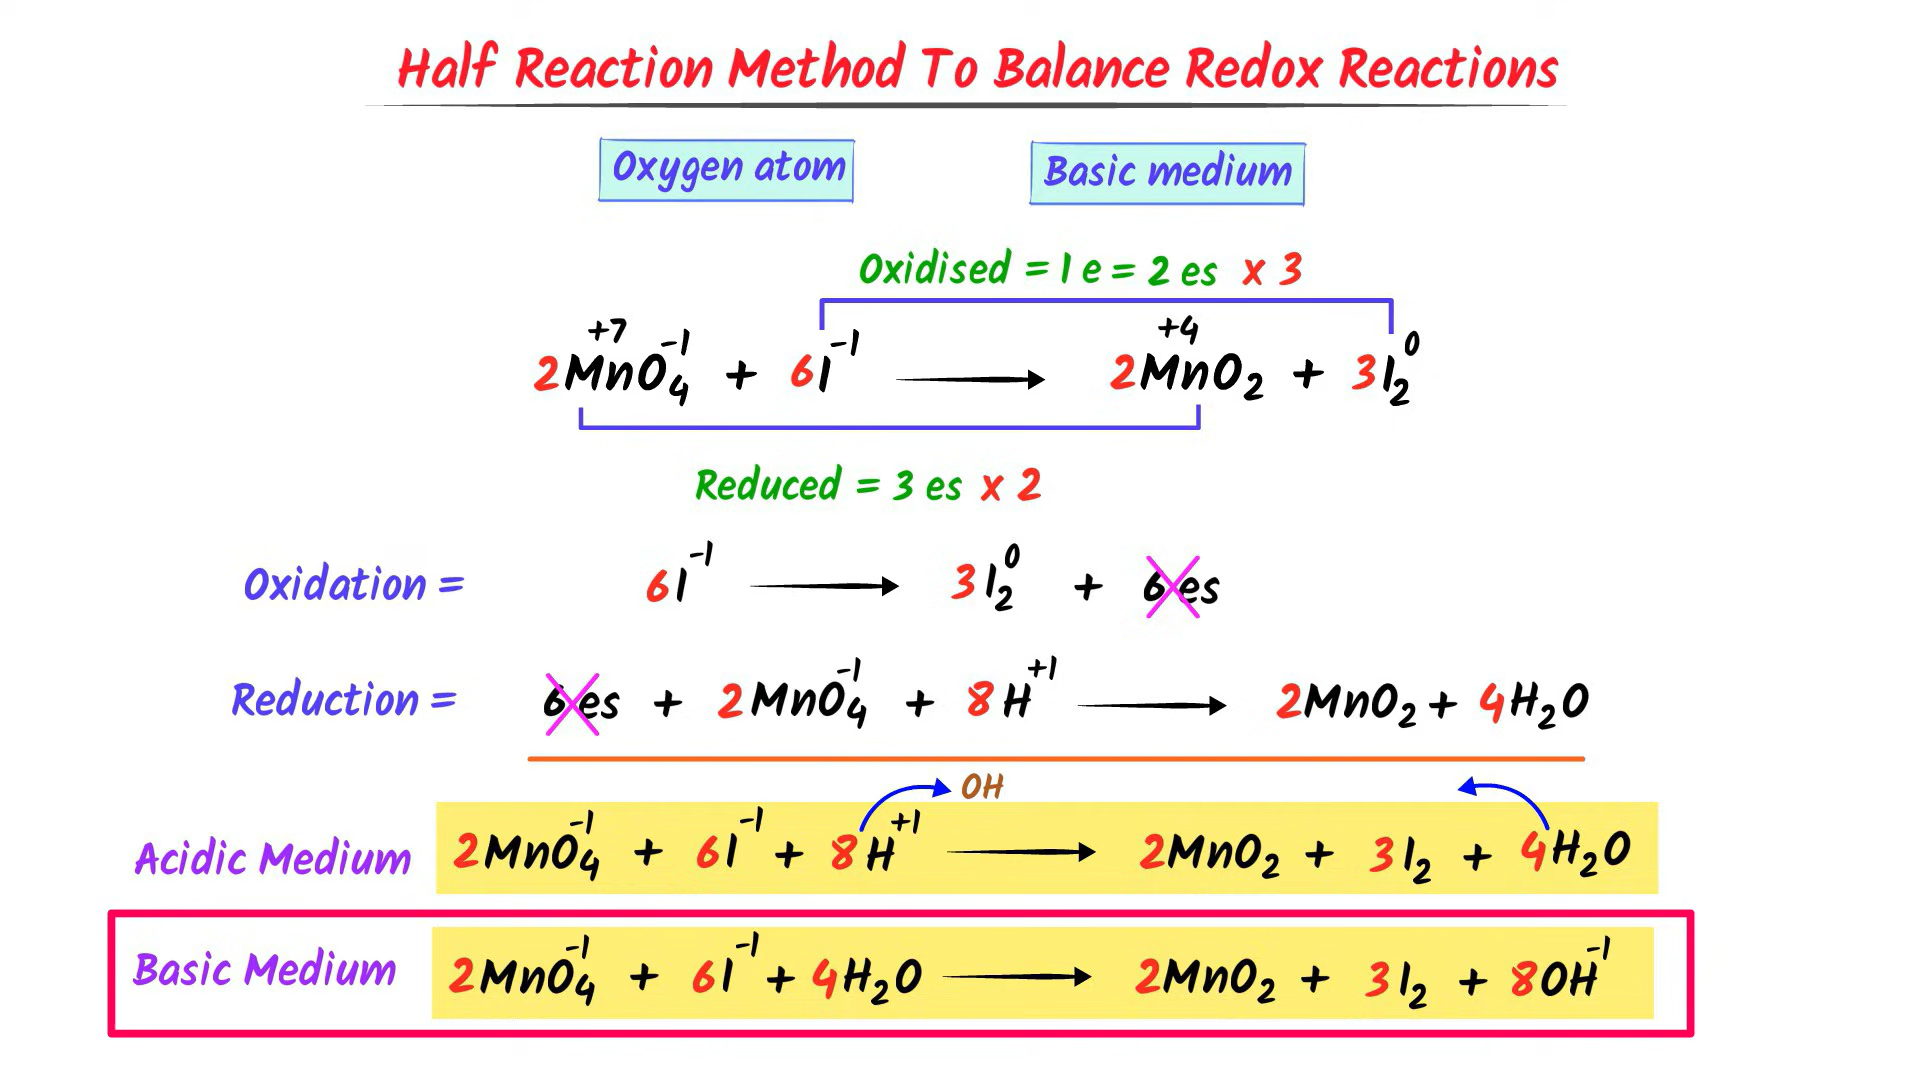 Half Reaction Method To Balance Redox Reactions
Oxygen atom Basic medium
Oxidised = 1 e = 2 es x 3
+7 +4
2MnO₄⁻¹ + 6I⁻¹ → 2MnO₂ + 3I₂⁰
Reduced = 3 es x 2
Oxidation = 6I⁻¹ → 3I₂⁰ + 6 es
Reduction = 6 es + 2MnO₄⁻¹ + 8H⁺¹ → 2MnO₂ + 4H₂O
OH
Acidic Medium 2MnO₄⁻¹ + 6I⁻¹ + 8H⁺¹ → 2MnO₂ + 3I₂ + 4H₂O
Basic Medium 2MnO₄⁻¹ + 6I⁻¹ + 4H₂O → 2MnO₂ + 3I₂ + 8OH⁻¹